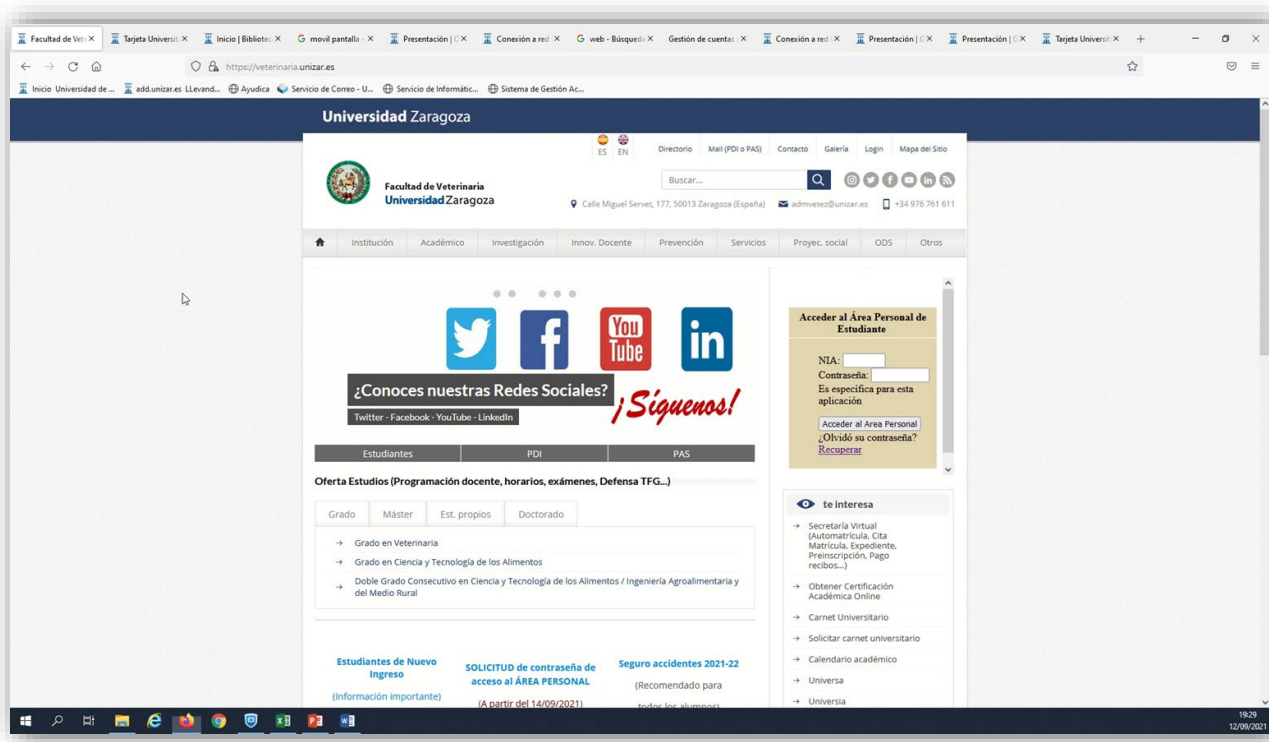 Facultad de Vete
Tarjeta Universit
Inicio | Bibliotec
movil pantalla -
Presentación | O
Conexión a red
web - Búsqueda
Gestión de cuentas
Conexión a red
Presentación | O
Presentación | O
Tarjeta Universit
https://veterinaria.unizar.es
Inicio Universidad de ...
add.unizar.es LLevand...
Ayudica
Servicio de Correo - U...
Servicio de Informátic...
Sistema de Gestión Ac...
Universidad Zaragoza
ES EN
Directorio Mail (PDI o PAS) Contacto Galería Login Mapa del Sitio
Facultad de Veterinaria
Universidad Zaragoza
Buscar...
Calle Miguel Servet, 177, 50013 Zaragoza (España) admvetez@unizar.es +34 976 761 611
Institución Académico Investigación Innov. Docente Prevención Servicios Proyec. social ODS Otros
You
Tube
in
¿Conoces nuestras Redes Sociales?
Twitter - Facebook - YouTube - LinkedIn
¡Síguenos!
Estudiantes PDI PAS
Oferta Estudios (Programación docente, horarios, exámenes, Defensa TFG...)
Grado Máster Est. propios Doctorado
Grado en Veterinaria
Grado en Ciencia y Tecnología de los Alimentos
Doble Grado Consecutivo en Ciencia y Tecnología de los Alimentos / Ingeniería Agroalimentaria y
del Medio Rural
Estudiantes de Nuevo
Ingreso
(Información importante)
SOLICITUD de contraseña de
acceso al ÁREA PERSONAL
(A partir del 14/09/2021)
Seguro accidentes 2021-22
(Recomendado para
todos los alumnos)
Acceder al Área Personal de
Estudiante
NIA:
Contraseña:
Es específica para esta
aplicación
Acceder al Area Personal
¿Olvidó su contraseña?
Recuperar
te interesa
Secretaría Virtual
(Automatrícula, Cita
Matrícula, Expediente,
Preinscripción, Pago
recibos...)
Obtener Certificación
Académica Online
Carnet Universitario
Solicitar carnet universitario
Calendario académico
Universa
Universia
19:29
12/09/2021